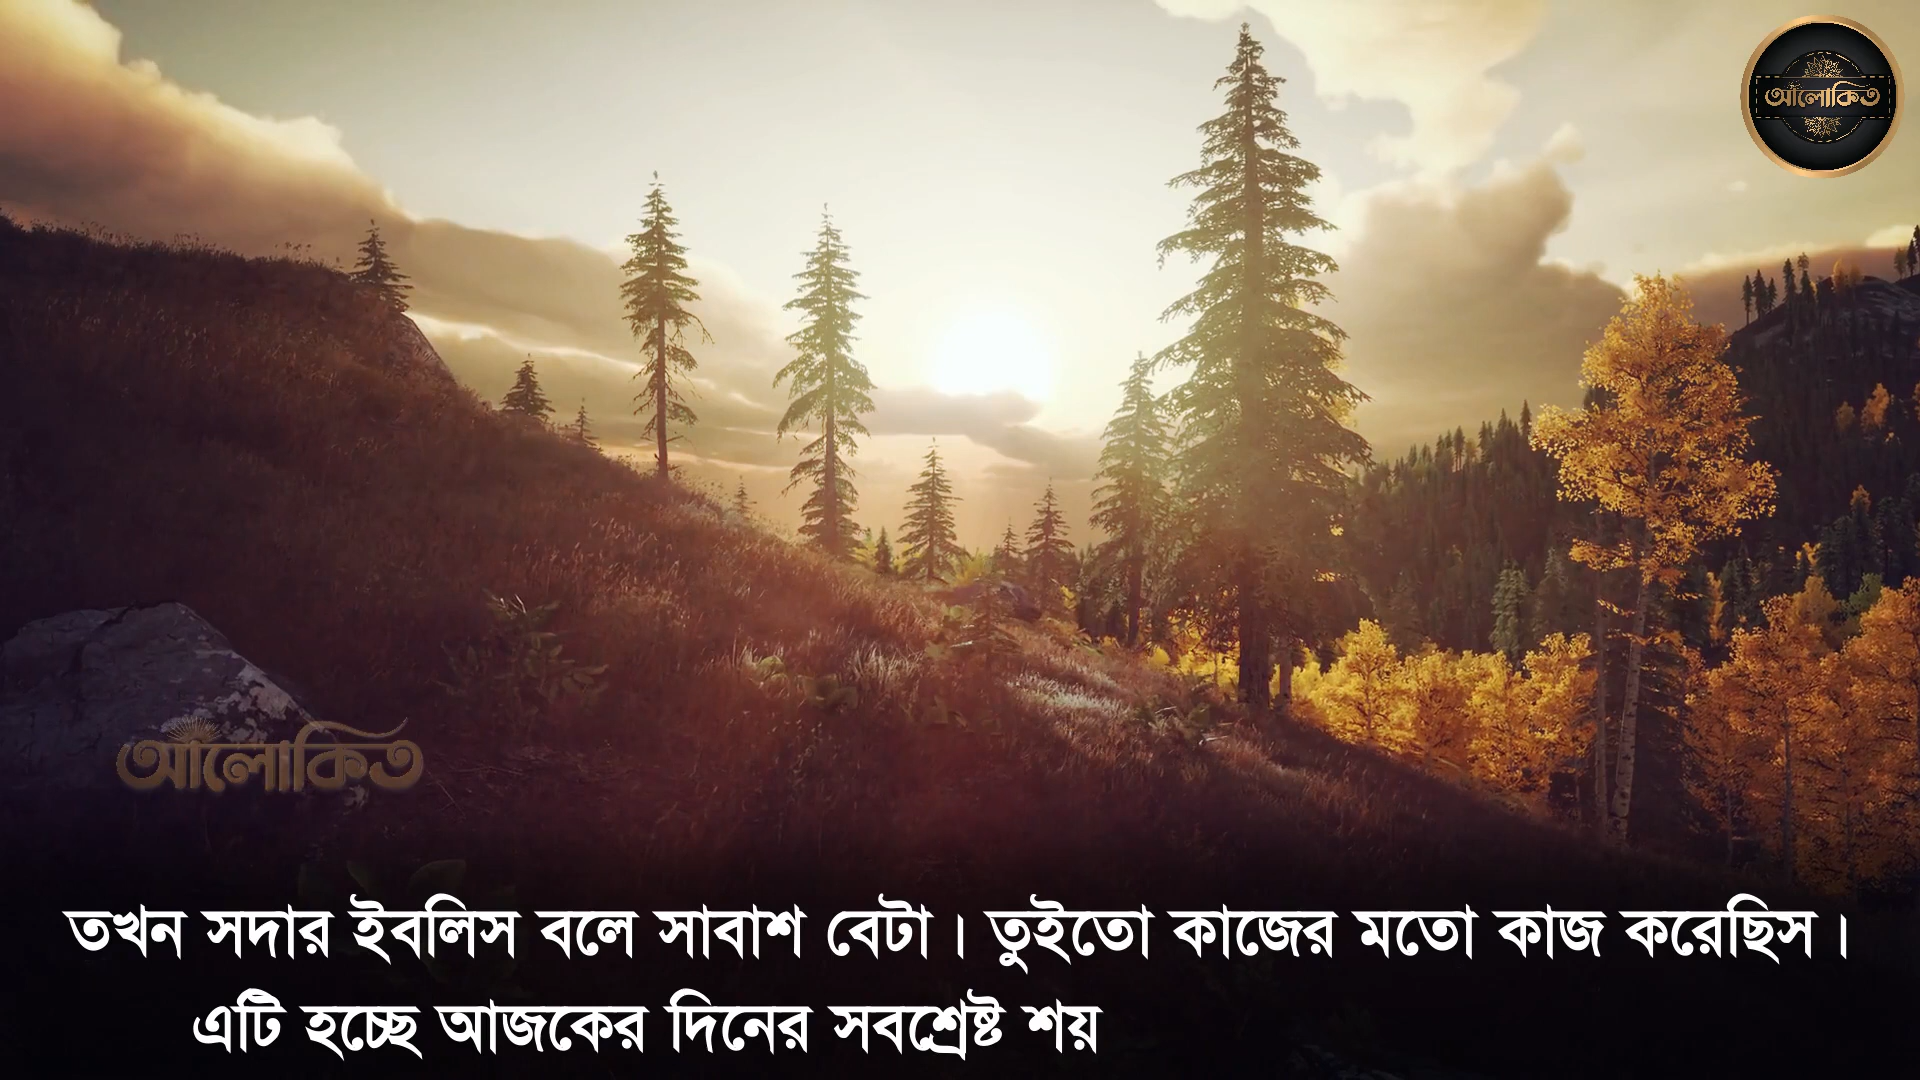 আলোকিত
আলোকিত
তখন সদার ইবলিস বলে সাবাশ বেটা। তুইতো কাজের মতো কাজ করেছিস।
এটি হচ্ছে আজকের দিনের সবশ্রেষ্ট শয়